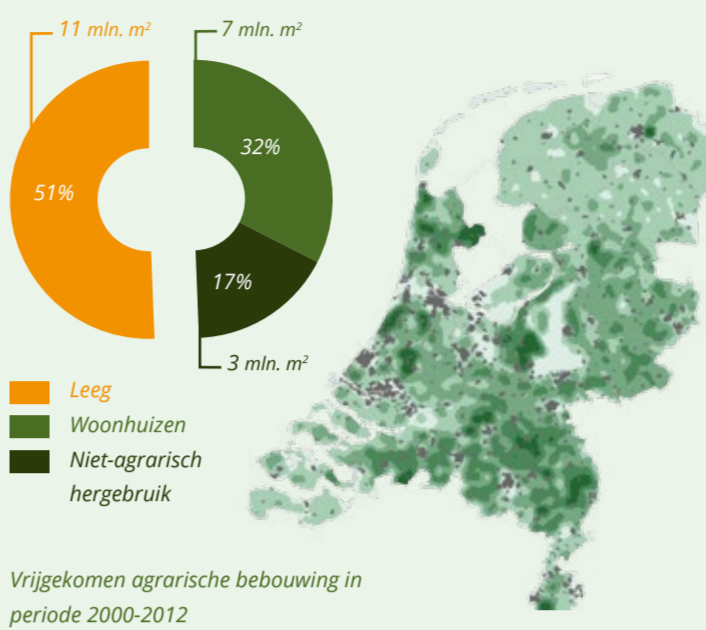 11 mln. m²
7 mln. m²
32%
51%
17%
3 mln. m²
Leeg
Woonhuizen
Niet-agrarisch
hergebruik
Vrijgekomen agrarische bebouwing in
periode 2000-2012